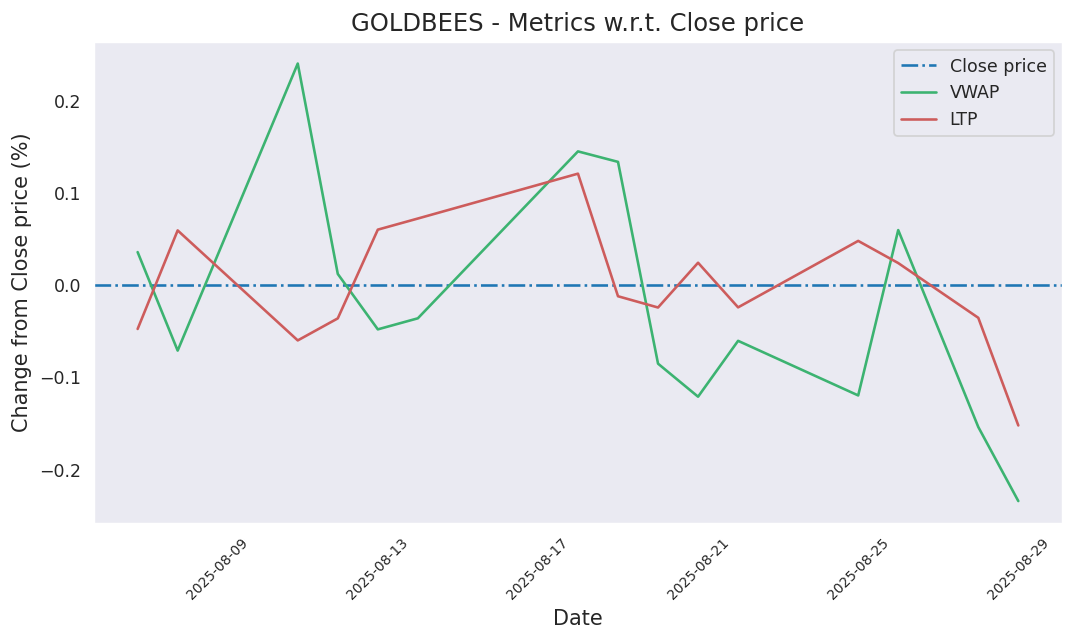 GOLDBEES - Metrics w.r.t. Close price
Close price
VWAP
LTP
Change from Close price (%)
0.2
0.1
0.0
−0.1
−0.2
2025-08-09
2025-08-13
2025-08-17
2025-08-21
2025-08-25
2025-08-29
Date